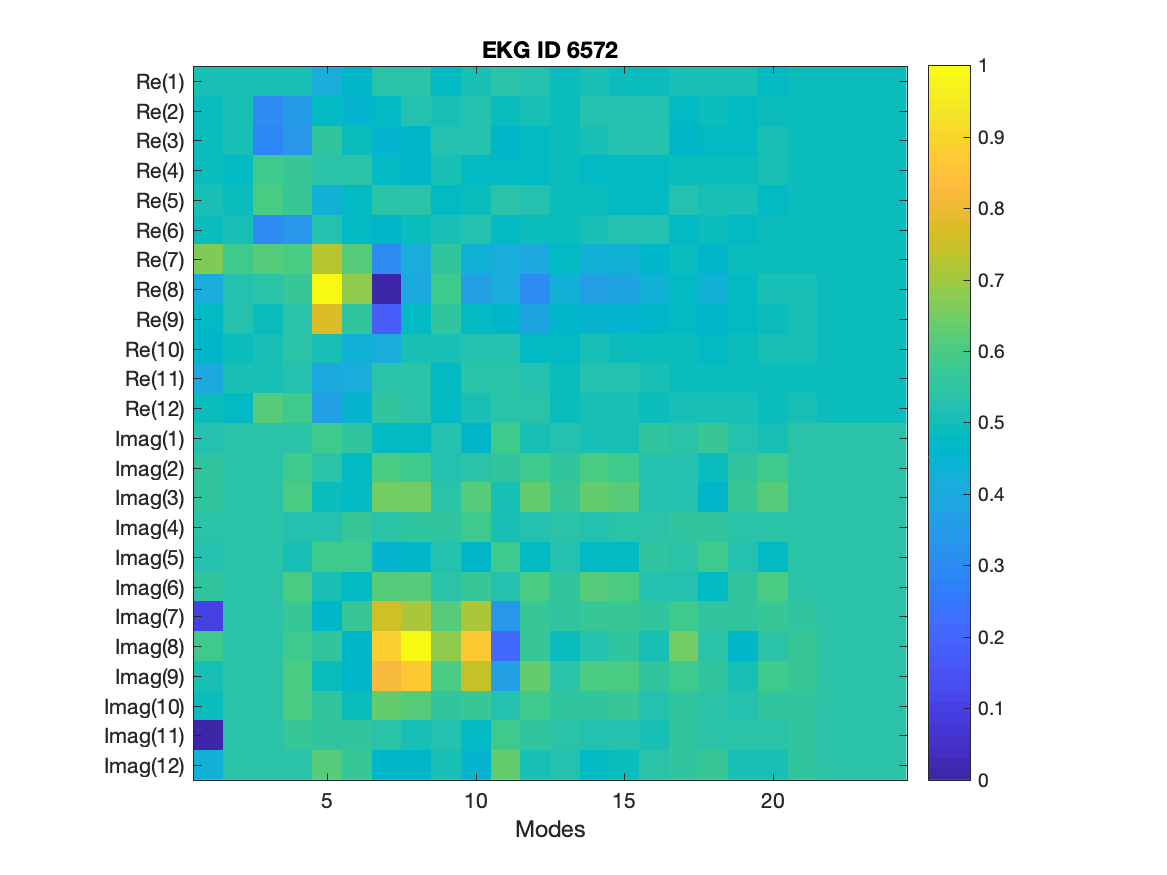 EKG ID 6572
Re(1)
Re(2)
Re(3)
Re(4)
Re(5)
Re(6)
Re(7)
Re(8)
Re(9)
Re(10)
Re(11)
Re(12)
Imag(1)
Imag(2)
Imag(3)
Imag(4)
Imag(5)
Imag(6)
Imag(7)
Imag(8)
Imag(9)
Imag(10)
Imag(11)
Imag(12)
5 10 15 20
Modes
1
0.9
0.8
0.7
0.6
0.5
0.4
0.3
0.2
0.1
0